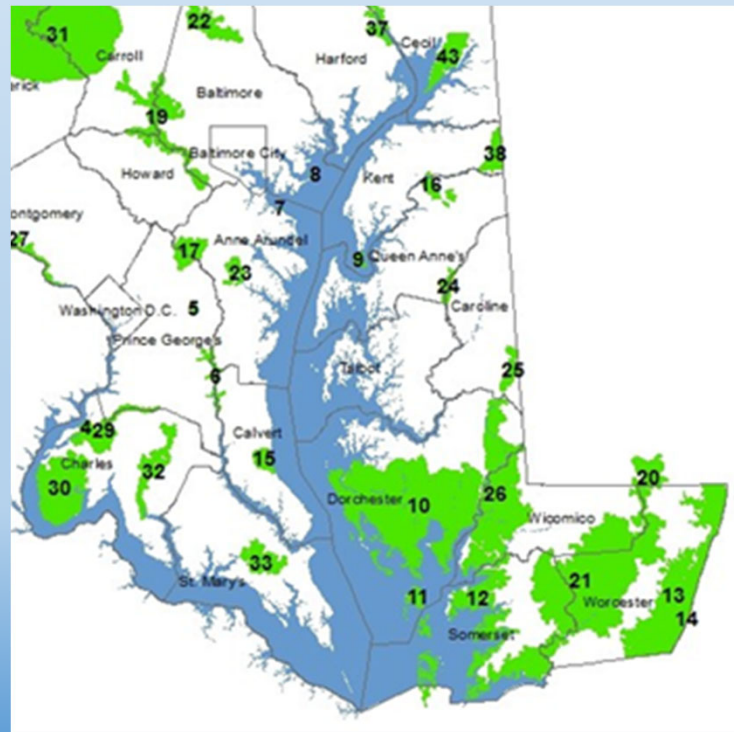 31
22
37
Cecil
Carroll
Harford
43
erick
Baltimore
19
Baltimore City
38
Howard
8
Kent
16
7
ontgomery
27
17
Anne Arundel
9
Queen Anne's
23
24
Washington D.C.
5
Caroline
Prince George's
6
Talbot
25
4
29
Calvert
Charles
15
32
20
30
Dorchester
10
26
Wicomico
33
21
St. Mary's
11
12
Worcester
13
Somerset
14